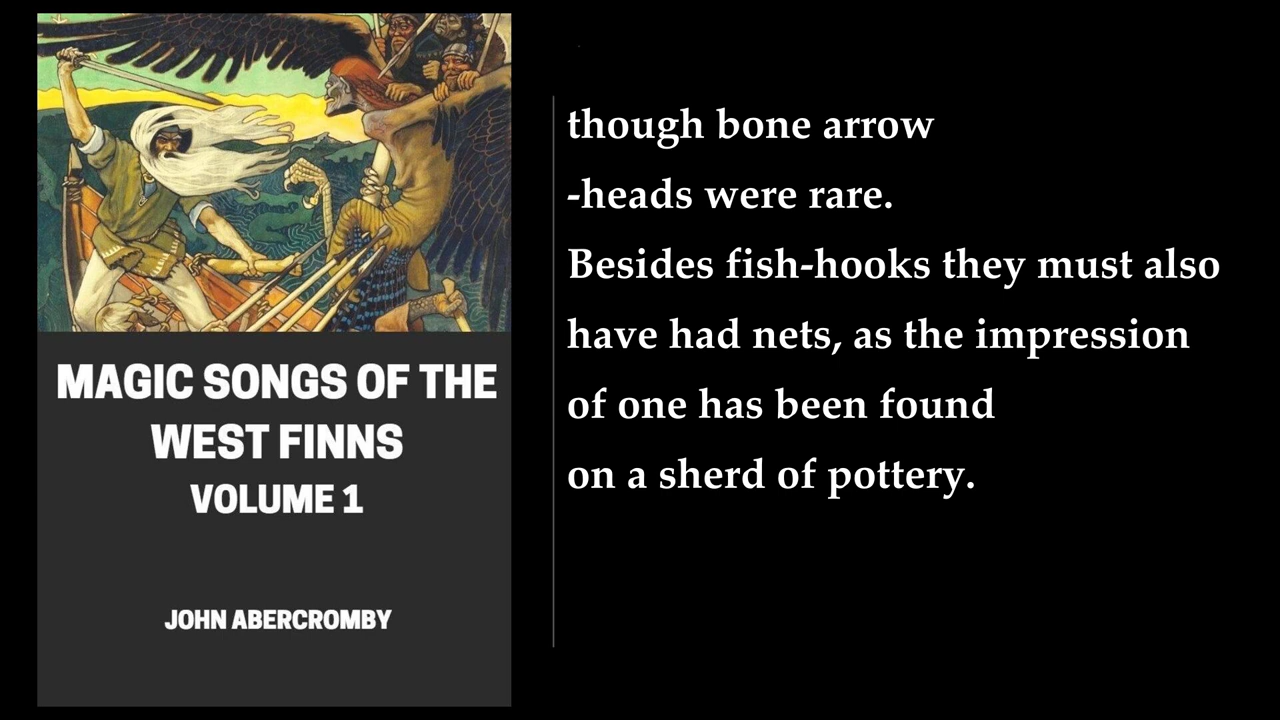 MAGIC SONGS OF THE
WEST FINNS
VOLUME 1
JOHN ABERCROMBY
though bone arrow
-heads were rare.
Besides fish-hooks they must also
have had nets, as the impression
of one has been found
on a sherd of pottery.